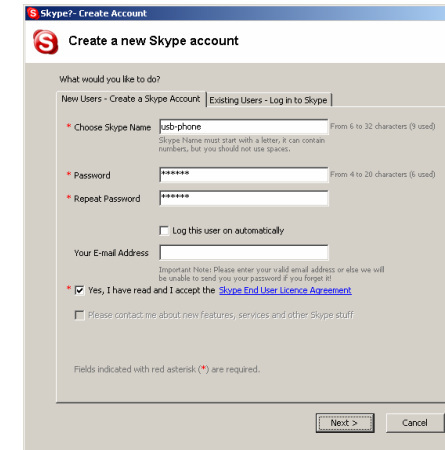 Skype?- Create Account
Create a new Skype account
What would you like to do?
New Users - Create a Skype Account
Existing Users - Log in to Skype
* Choose Skype Name
usb-phone
From 6 to 32 characters (9 used)
Skype Name must start with a letter, it can contain
numbers, but you should not use spaces.
* Password
******
From 4 to 20 characters (6 used)
* Repeat Password
******
Log this user on automatically
Your E-mail Address
Important Note: Please enter your valid email address or else we will
be unable to send you your password if you forget it!
* Yes, I have read and I accept the Skype End User Licence Agreement
Please contact me about new features, services and other Skype stuff
Fields indicated with red asterisk (*) are required.
Next >
Cancel